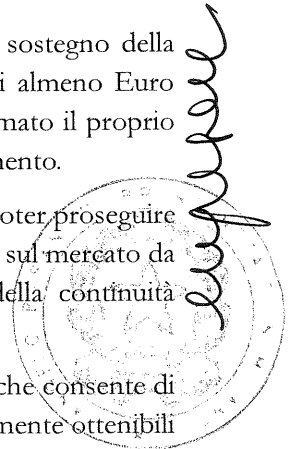 sostegno della
i almeno Euro
mato il proprio
mento.
oter proseguire
sul mercato da
della continuità
che consente di
mente ottenibili